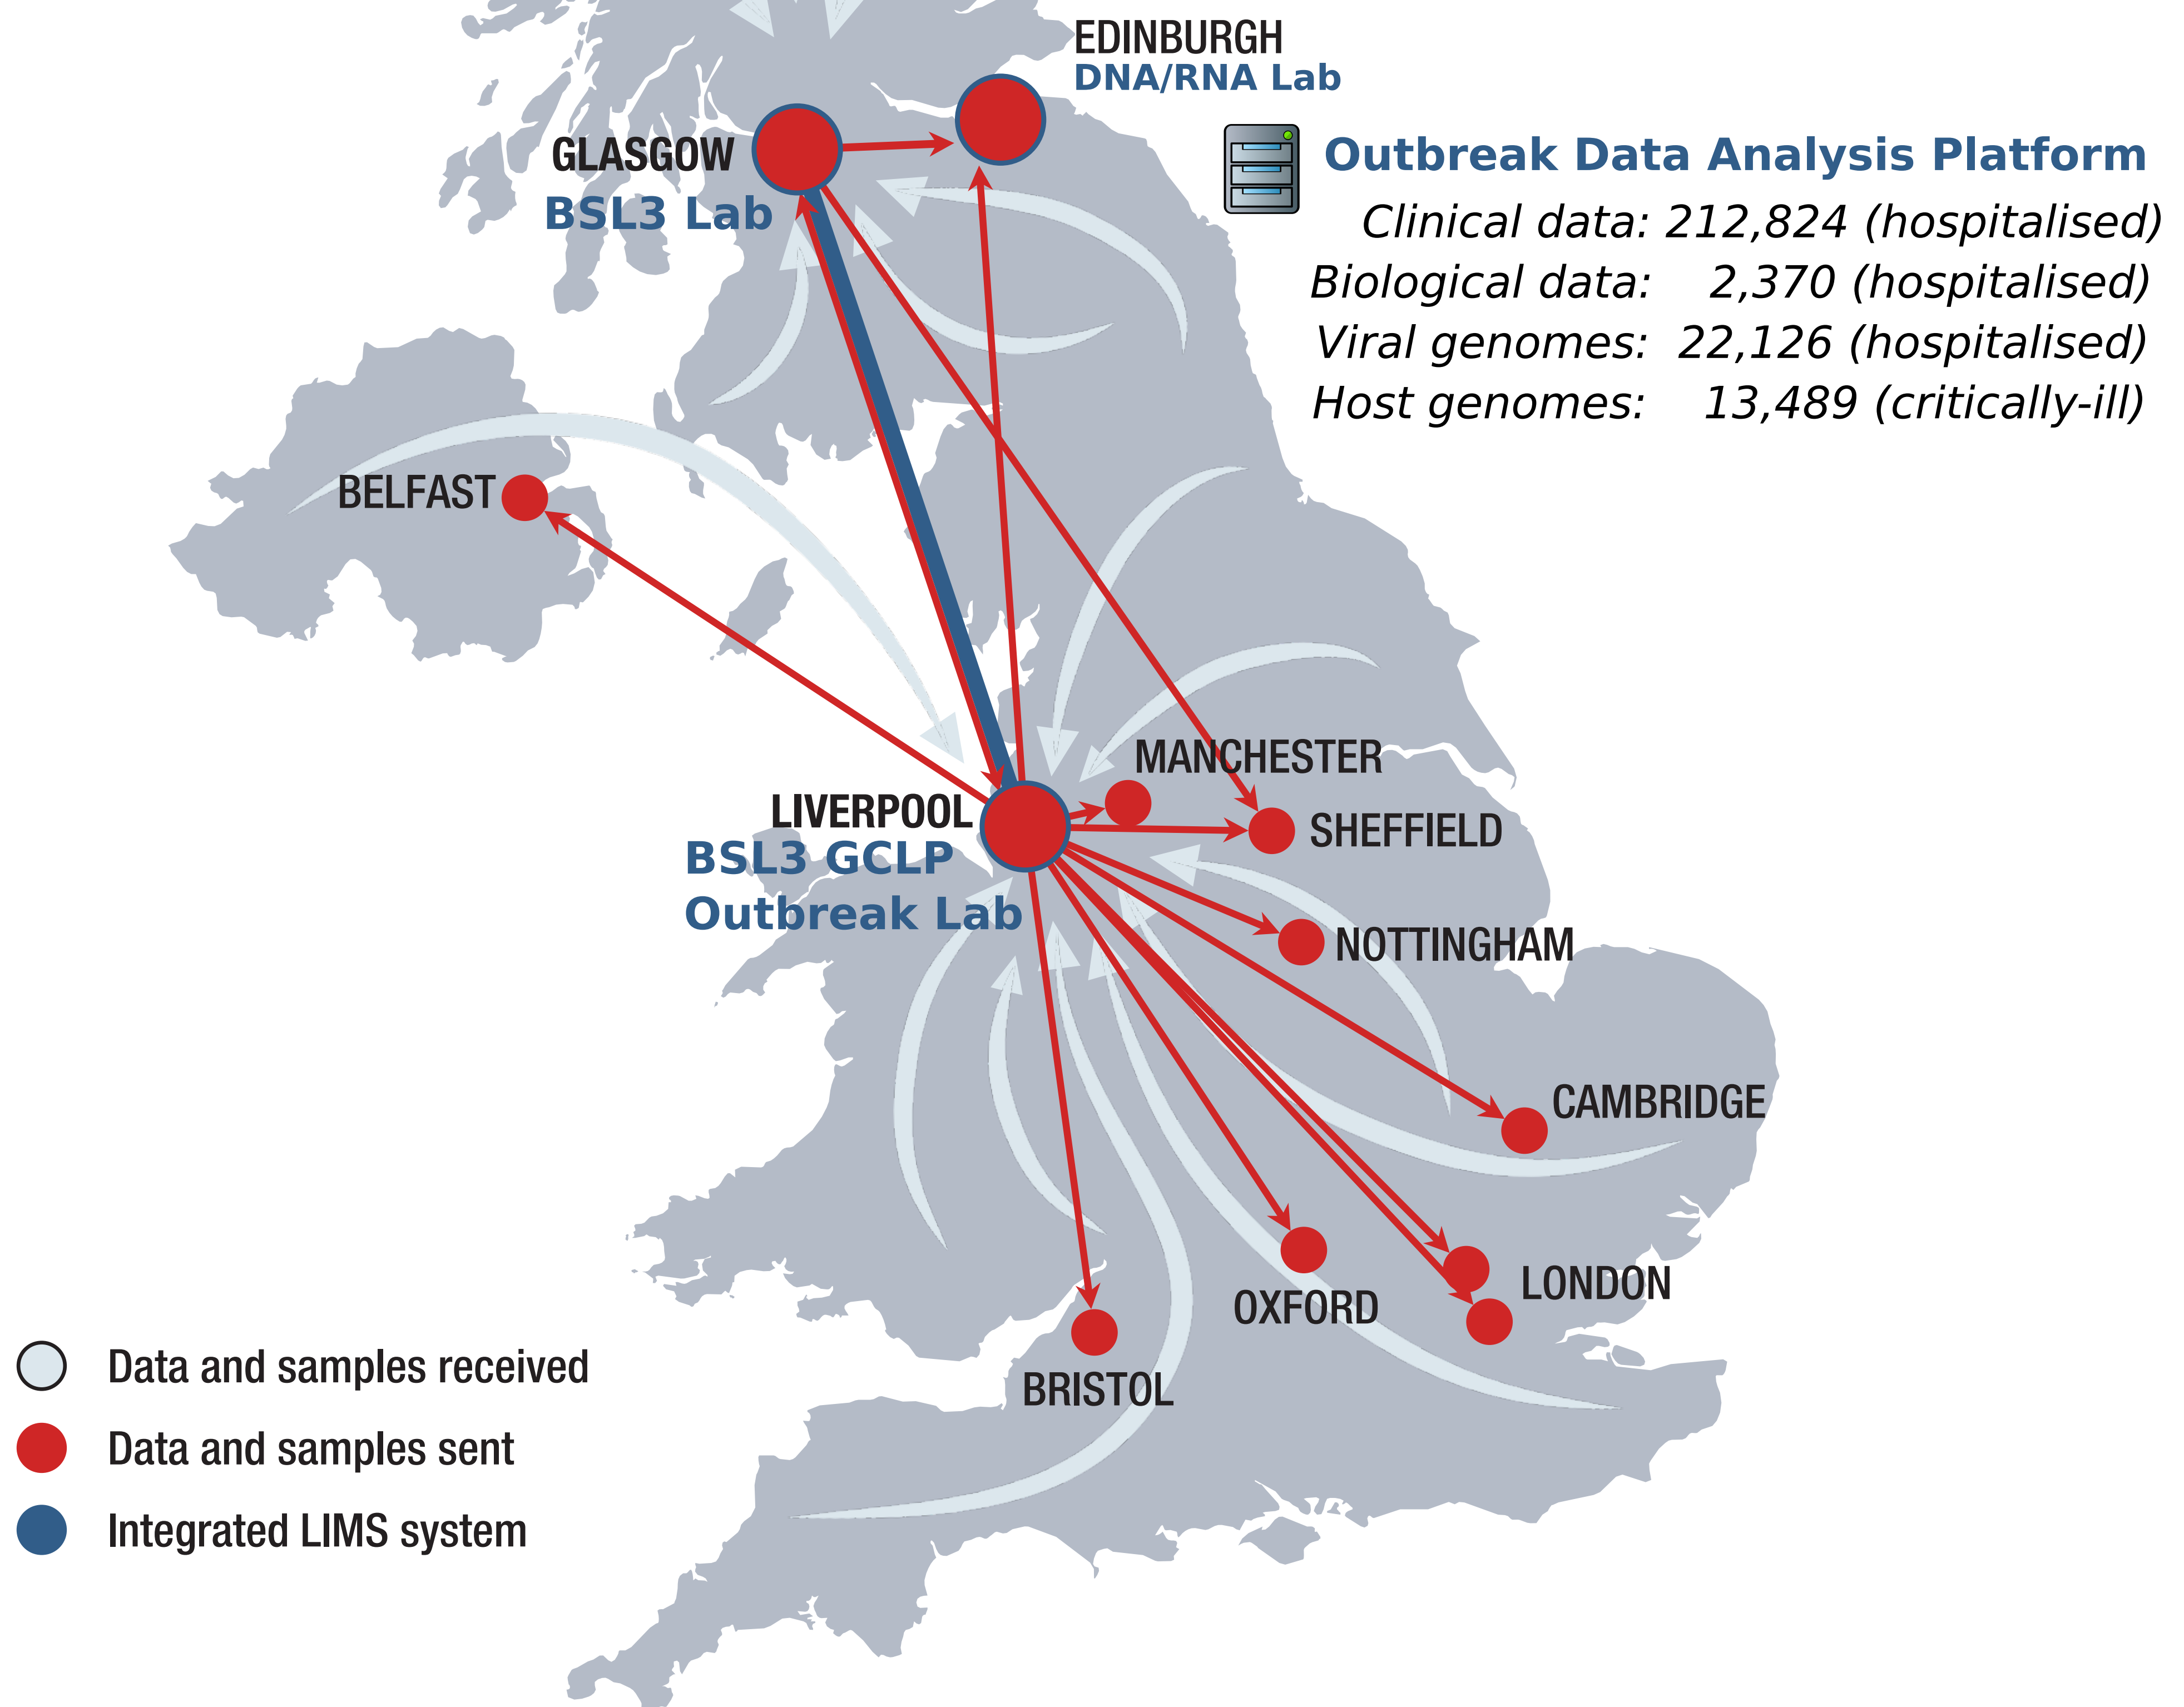 EDINBURGH
DNA/RNA Lab
GLASGOW
BSL3 Lab
Outbreak Data Analysis Platform
Clinical data: 212,824 (hospitalised)
Biological data: 2,370 (hospitalised)
Viral genomes: 22,126 (hospitalised)
Host genomes: 13,489 (critically-ill)
BELFAST
MANCHESTER
LIVERPOOL
BSL3 GCLP
Outbreak Lab
SHEFFIELD
NOTTINGHAM
CAMBRIDGE
LONDON
OXFORD
BRISTOL
Data and samples received
Data and samples sent
Integrated LIMS system